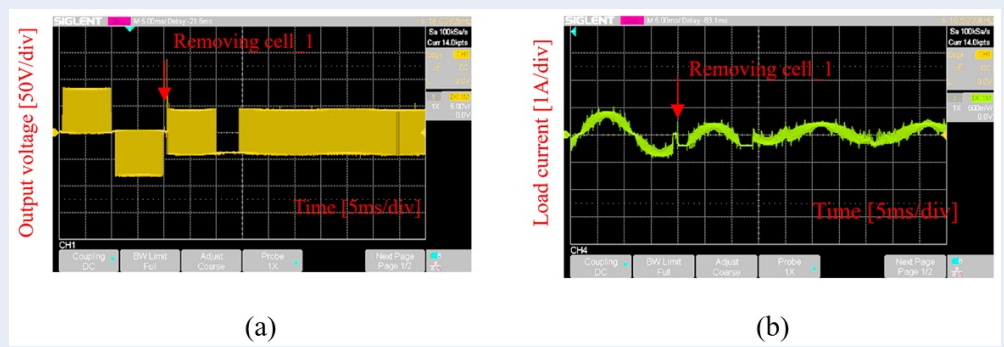 SIGLENT
M 5.00ms/Delay:-21.5ms
Sa 100kSa/s
Curr 14.0kpts
Removing cell_1
Output voltage [50V/div]
Time [5ms/div]
CH1
Coupling
DC
BW Limit
Full
Adjust
Coarse
Probe
1X
Next Page
Page 1/2
(a)
SIGLENT
M 5.00ms/Delay:-83.1ms
Sa 100kSa/s
Curr 14.0kpts
Removing cell_1
Load current [1A/div]
Time [5ms/div]
CH4
Coupling
DC
BW Limit
Full
Adjust
Coarse
Probe
1X
Next Page
Page 1/2
(b)